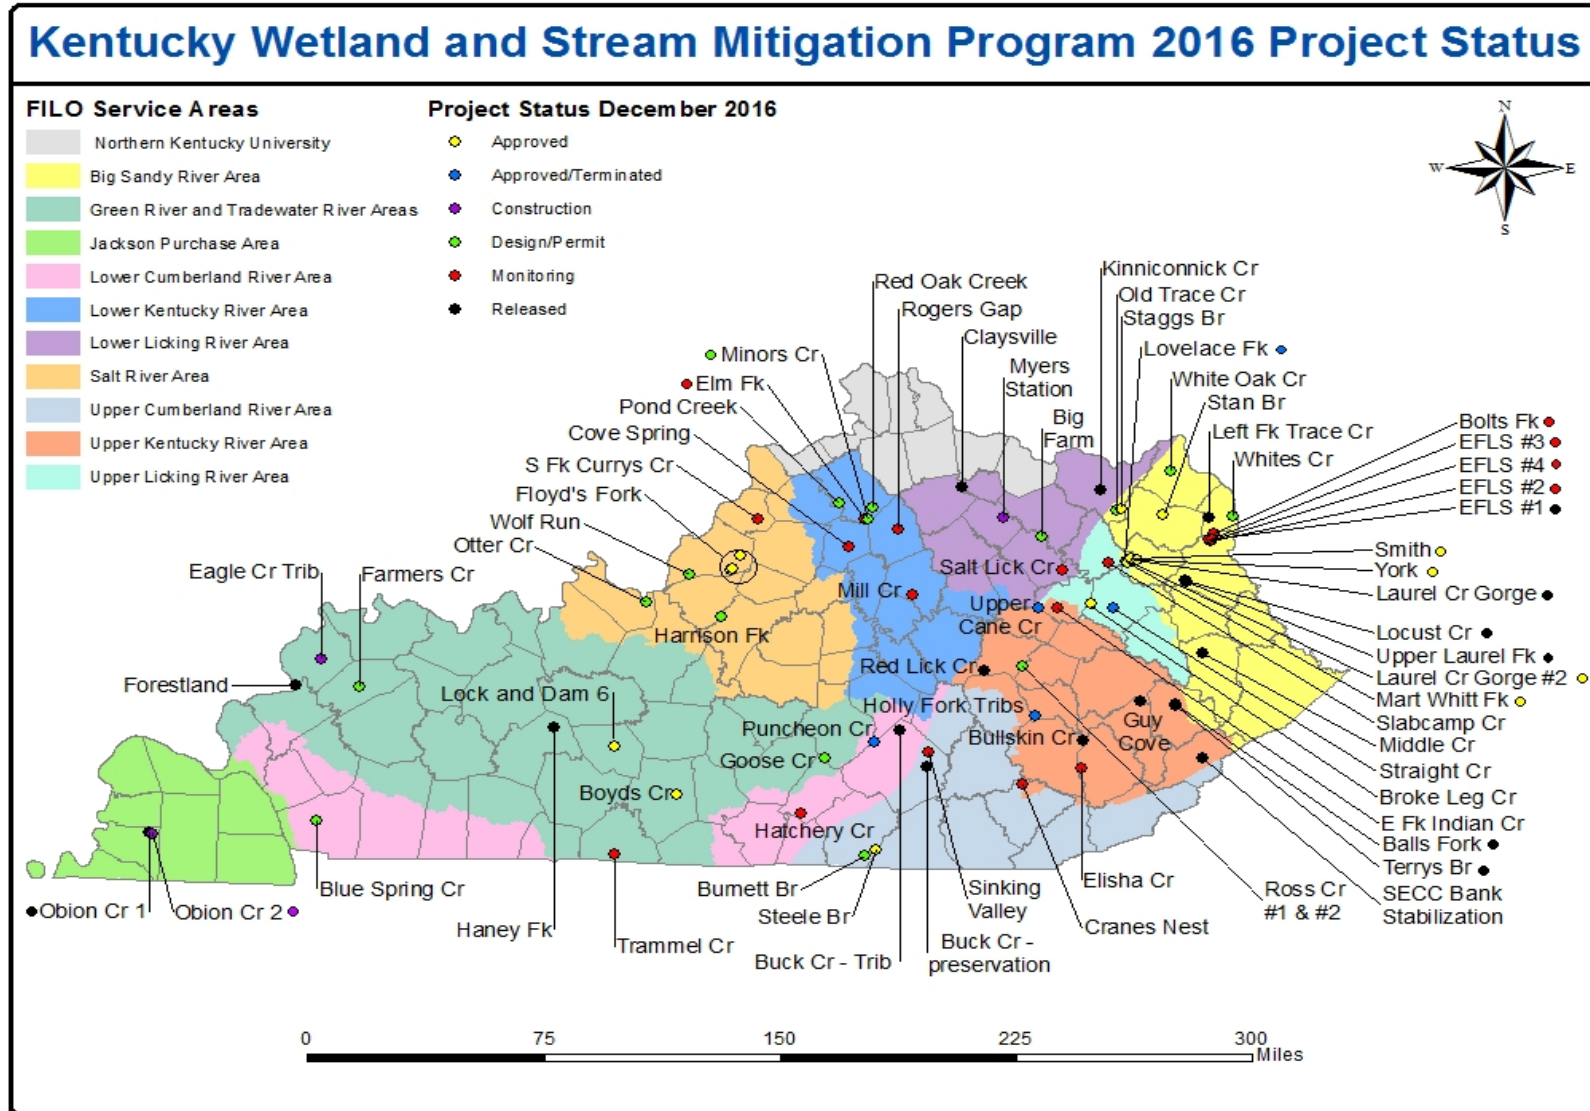 Kentucky Wetland and Stream Mitigation Program 2016 Project Status
FILO Service Areas
Northern Kentucky University
Big Sandy River Area
Green River and Tradewater River Areas
Jackson Purchase Area
Lower Cumberland River Area
Lower Kentucky River Area
Lower Licking River Area
Salt River Area
Upper Cumberland River Area
Upper Kentucky River Area
Upper Licking River Area
Project Status December 2016
Approved
Approved/Terminated
Construction
Design/Permit
Monitoring
Released
N
W
E
S
Kinniconnick Cr
Red Oak Creek
Old Trace Cr
Rogers Gap
Staggs Br
Claysville
Lovelace Fk
Minors Cr
Myers
Station
White Oak Cr
Elm Fk
Stan Br
Pond Creek
Big
Farm
Left Fk Trace Cr
Cove Spring
Whites Cr
S Fk Currys Cr
Floyd's Fork
Wolf Run
Otter Cr
Bolts Fk
EFLS #3
EFLS #4
EFLS #2
EFLS #1
Smith
York
Laurel Cr Gorge
Locust Cr
Upper Laurel Fk
Laurel Cr Gorge #2
Mart Whitt Fk
Slabcamp Cr
Middle Cr
Straight Cr
Broke Leg Cr
E Fk Indian Cr
Balls Fork
Terrys Br
SECC Bank
Stabilization
Eagle Cr Trib
Farmers Cr
Salt Lick Cr
Mill Cr
Upper
Cane Cr
Harrison Fk
Forestland
Lock and Dam 6
Red Lick Cr
Holly Fork Tribs
Puncheon Cr
Bullskin Cr
Guy
Cove
Goose Cr
Boyds Cr
Hatchery Cr
Blue Spring Cr
Obion Cr 1
Obion Cr 2
Haney Fk
Trammel Cr
Burnett Br
Steele Br
Buck Cr - Trib
Sinking
Valley
Buck Cr -
preservation
Elisha Cr
Cranes Nest
Ross Cr
#1 & #2
0
75
150
225
300
Miles